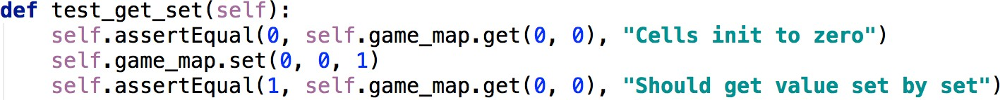 def test_get_set(self):
    self.assertEqual(0, self.game_map.get(0, 0), "Cells init to zero")
    self.game_map.set(0, 0, 1)
    self.assertEqual(1, self.game_map.get(0, 0), "Should get value set by set")